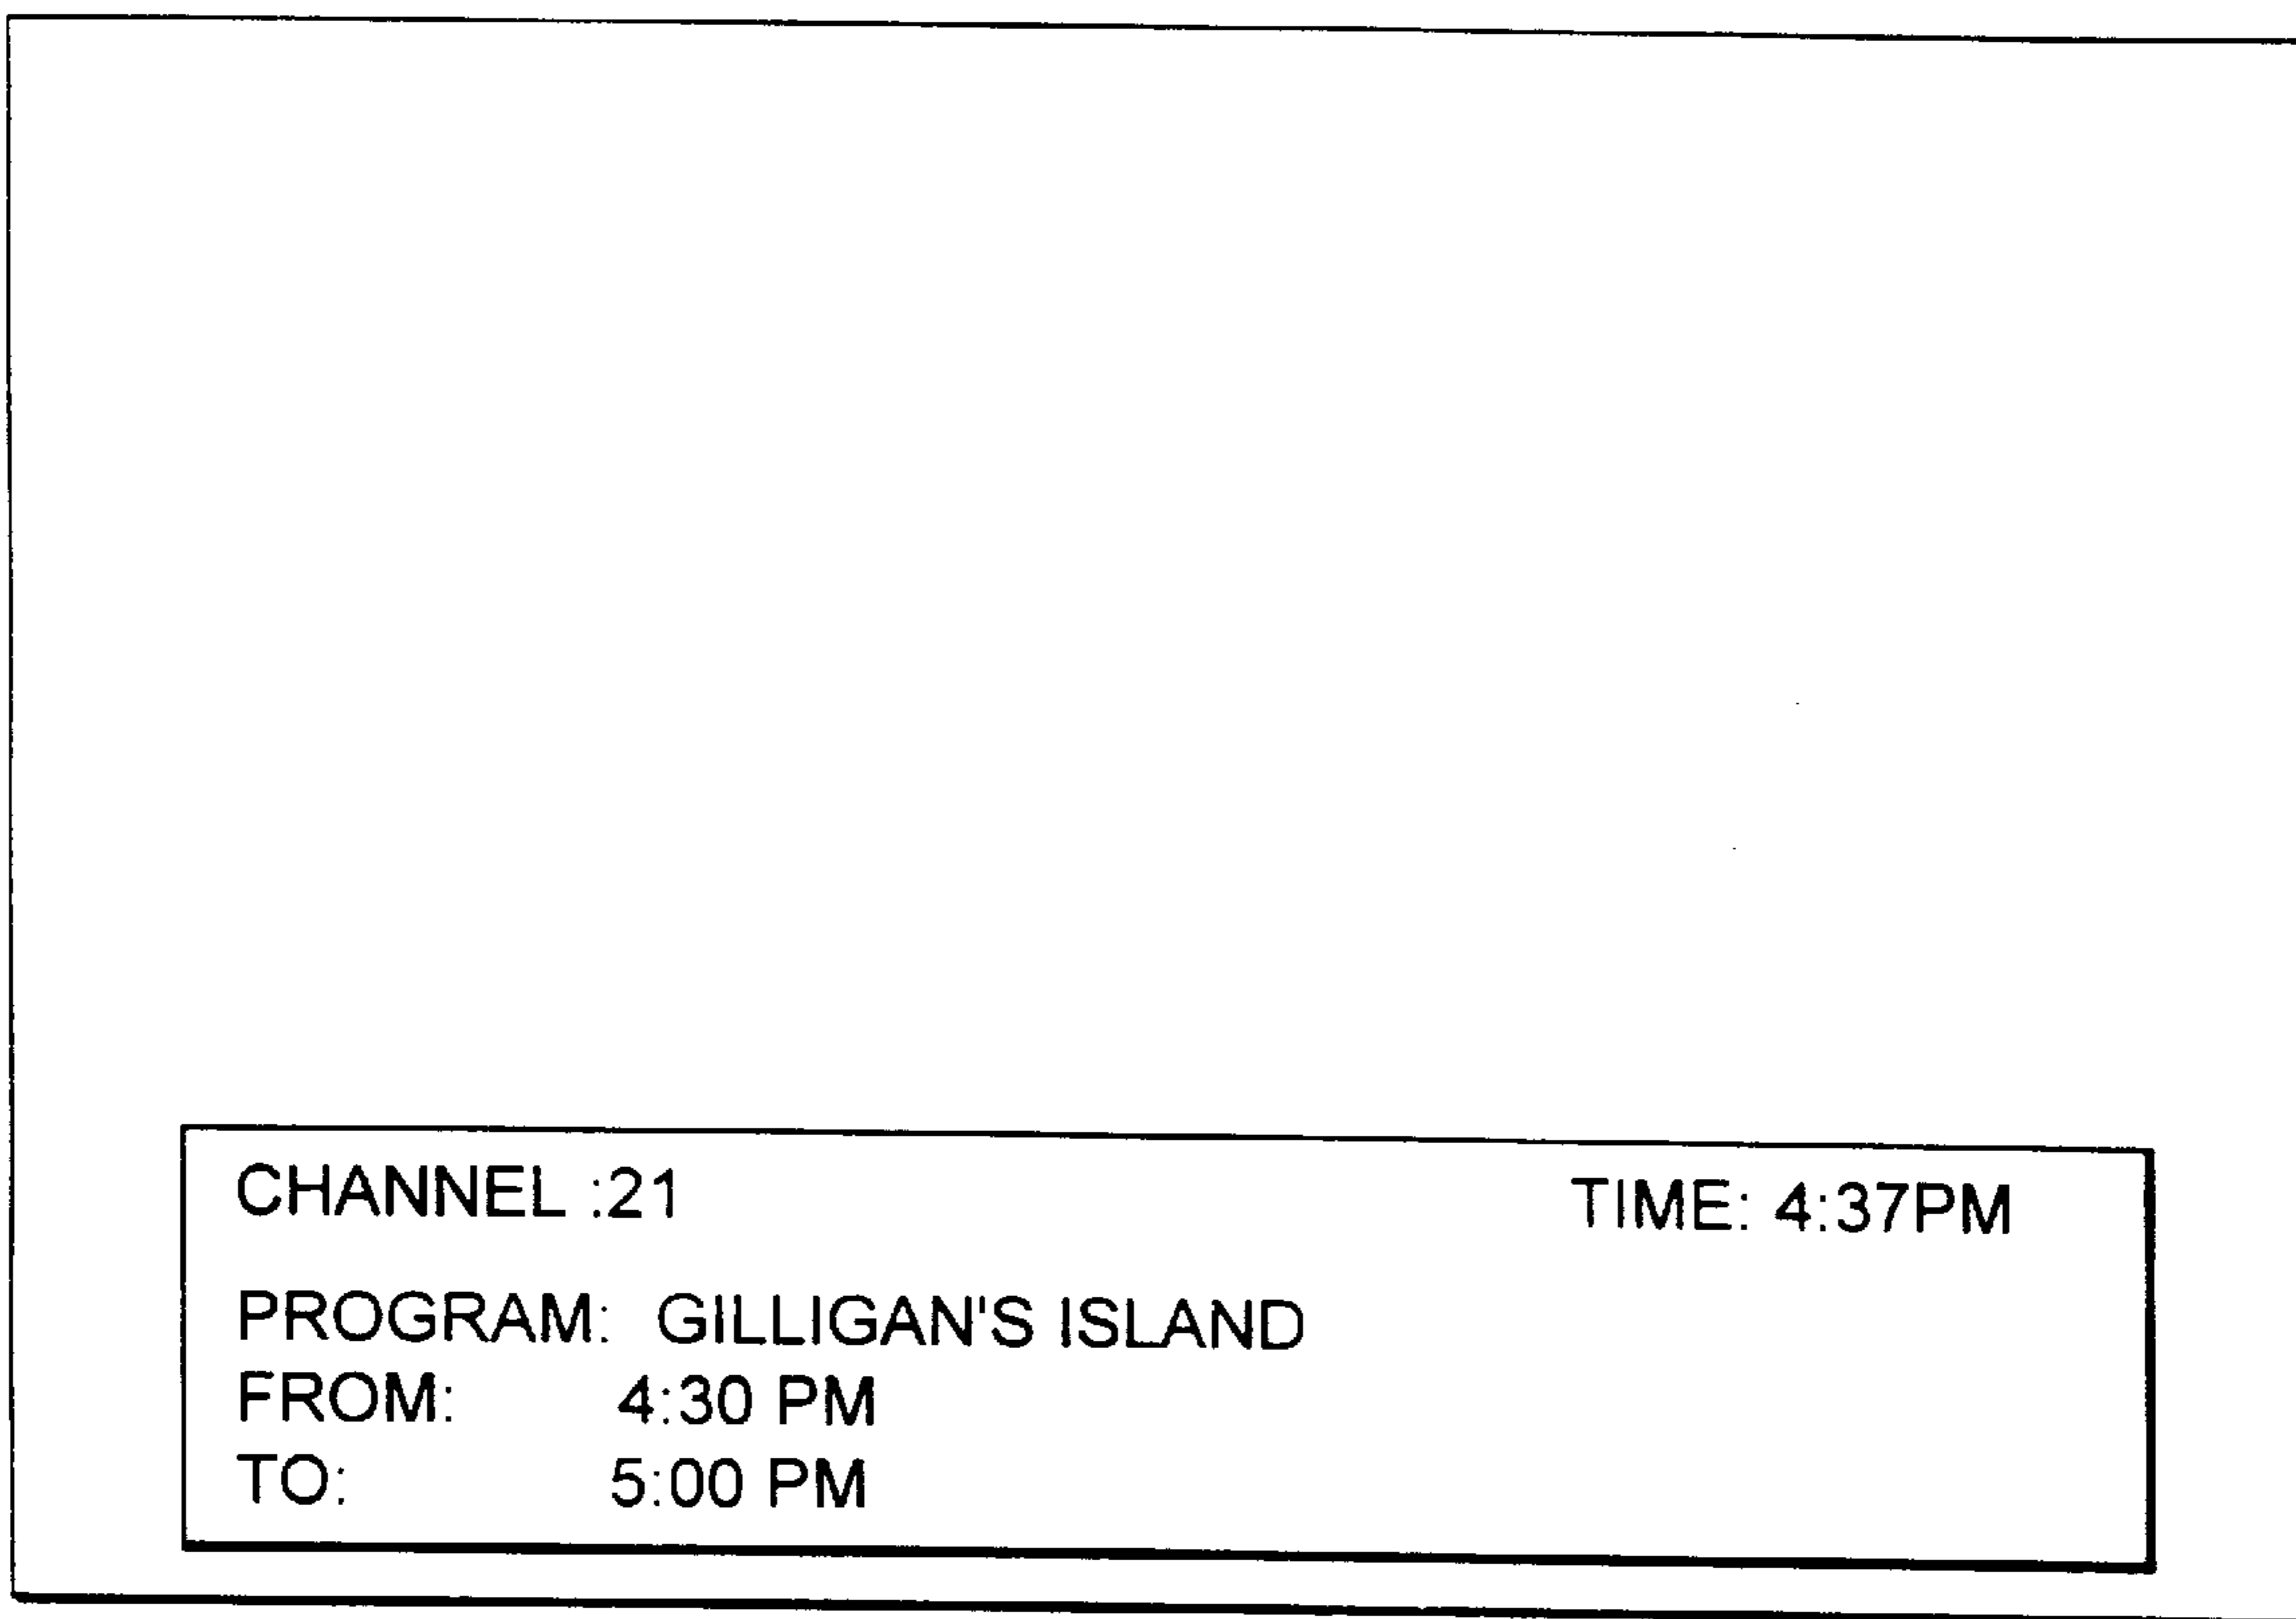 CHANNEL :21 TIME: 4:37PM
PROGRAM: GILLIGAN'S ISLAND
FROM: 4:30 PM
TO: 5:00 PM